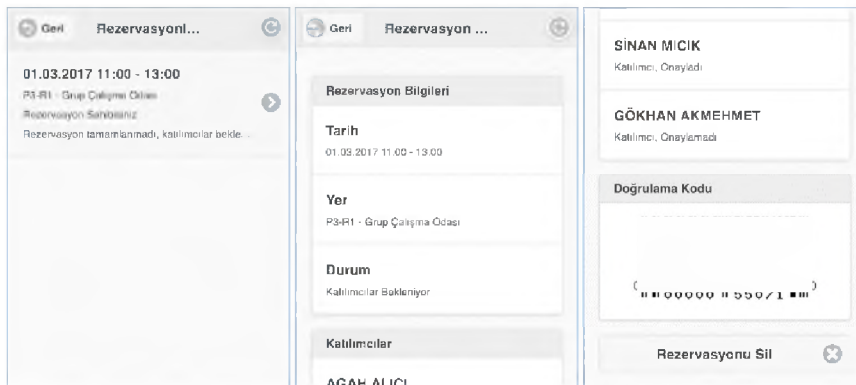 Geri
Rezervasyonl...
01.03.2017 11:00 - 13:00
P3-R1 - Grup Çalışma Odası
Rezervasyon Sahibisiniz
Rezervasyon tamamlanmadı, katılımcılar bekle...
Geri
Rezervasyon ...
Rezervasyon Bilgileri
Tarih
01.03.2017 11:00 - 13:00
Yer
P3-R1 - Grup Çalışma Odası
Durum
Katılımcılar Bekleniyor
Katılımcılar
AGAH ALICI
SİNAN MICIK
Katılımcı, Onayladı
GÖKHAN AKMEHMET
Katılımcı, Onaylamadı
Doğrulama Kodu
Rezervasyonu Sil